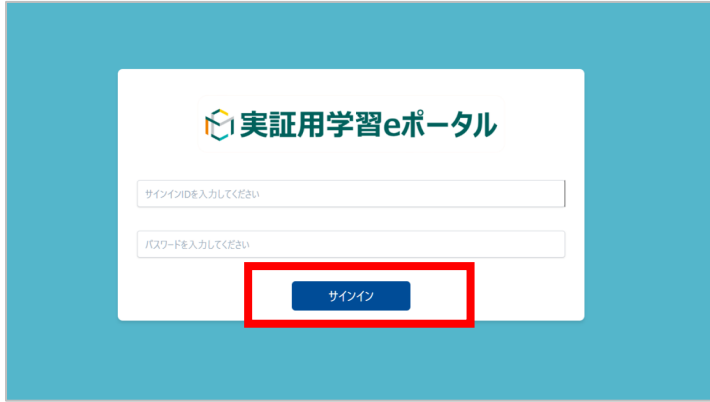 実証用学習eポータル
サインインIDを入力してください
パスワードを入力してください
サインイン